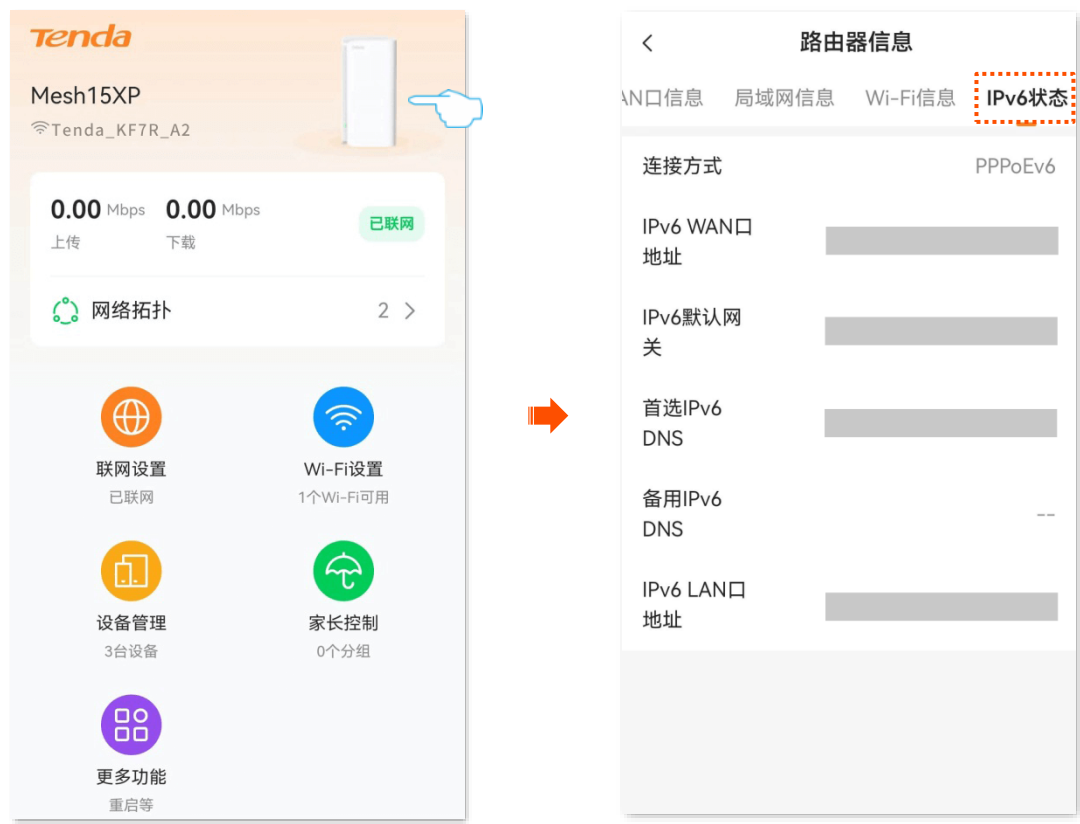 Tenda
Mesh15XP
Tenda_KF7R_A2
0.00 Mbps 0.00 Mbps
上传 下载
已联网
网络拓扑 2
联网设置 Wi-Fi设置
已联网 1个Wi-Fi可用
设备管理 家长控制
3台设备 0个分组
更多功能
重启等
路由器信息
AN口信息 局域网信息 Wi-Fi信息 IPv6状态
连接方式 PPPoEv6
IPv6 WAN口
地址
IPv6默认网
关
首选IPv6
DNS
备用IPv6
DNS
--
IPv6 LAN口
地址